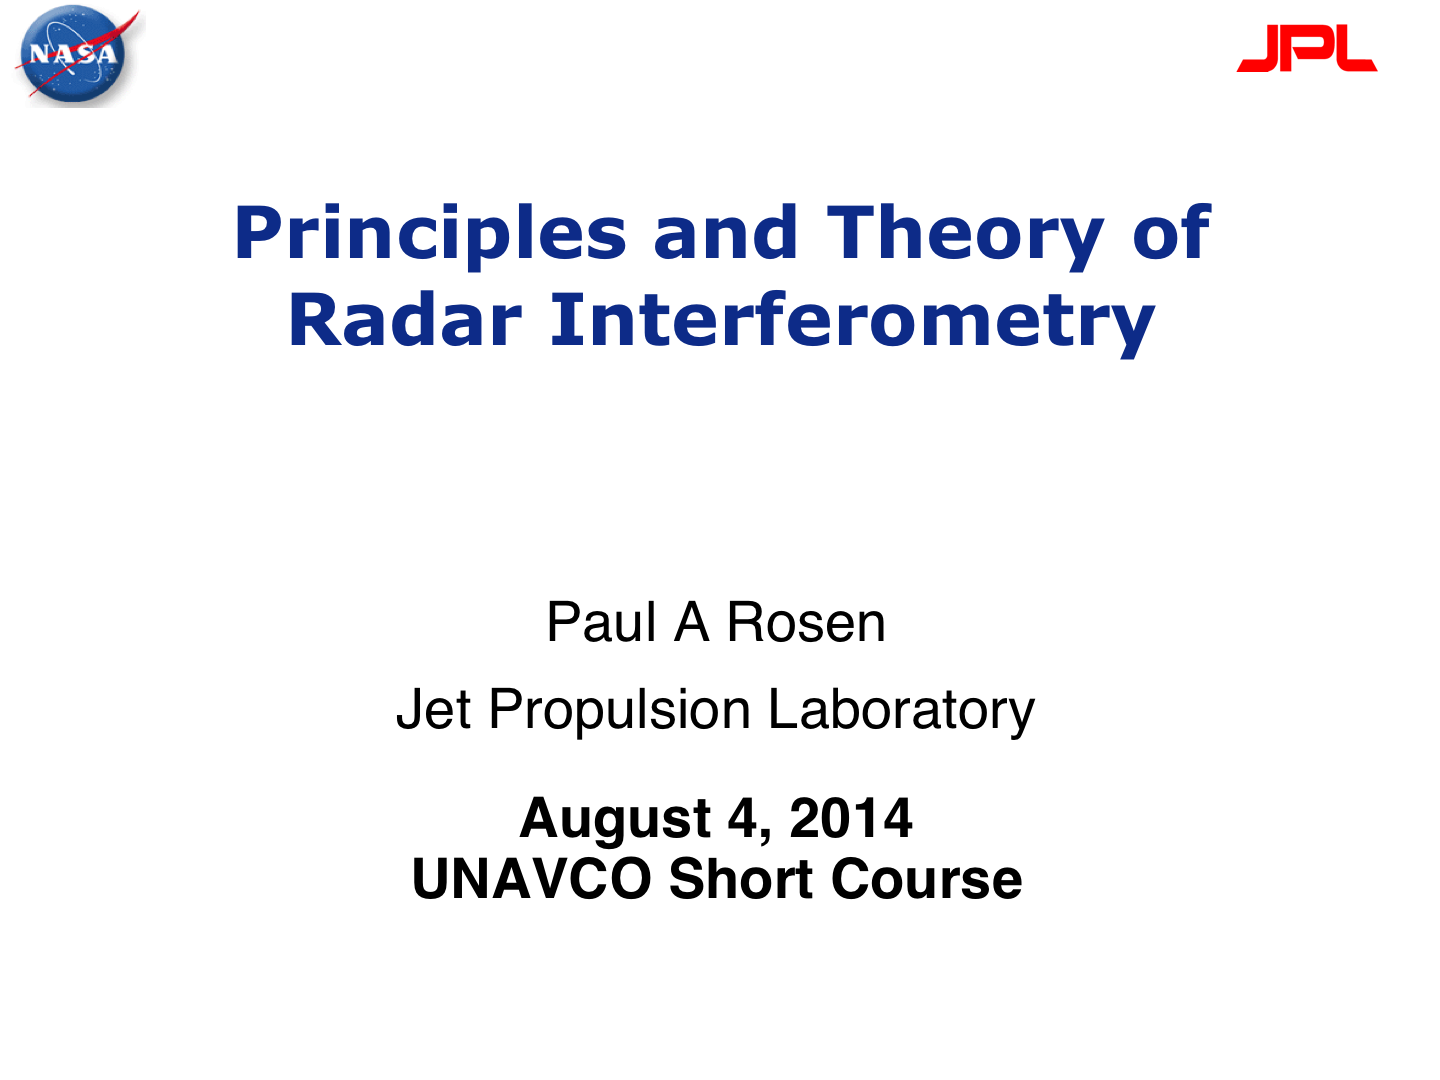 NASA
JPL
Principles and Theory of
Radar Interferometry
Paul A Rosen
Jet Propulsion Laboratory
August 4, 2014
UNAVCO Short Course